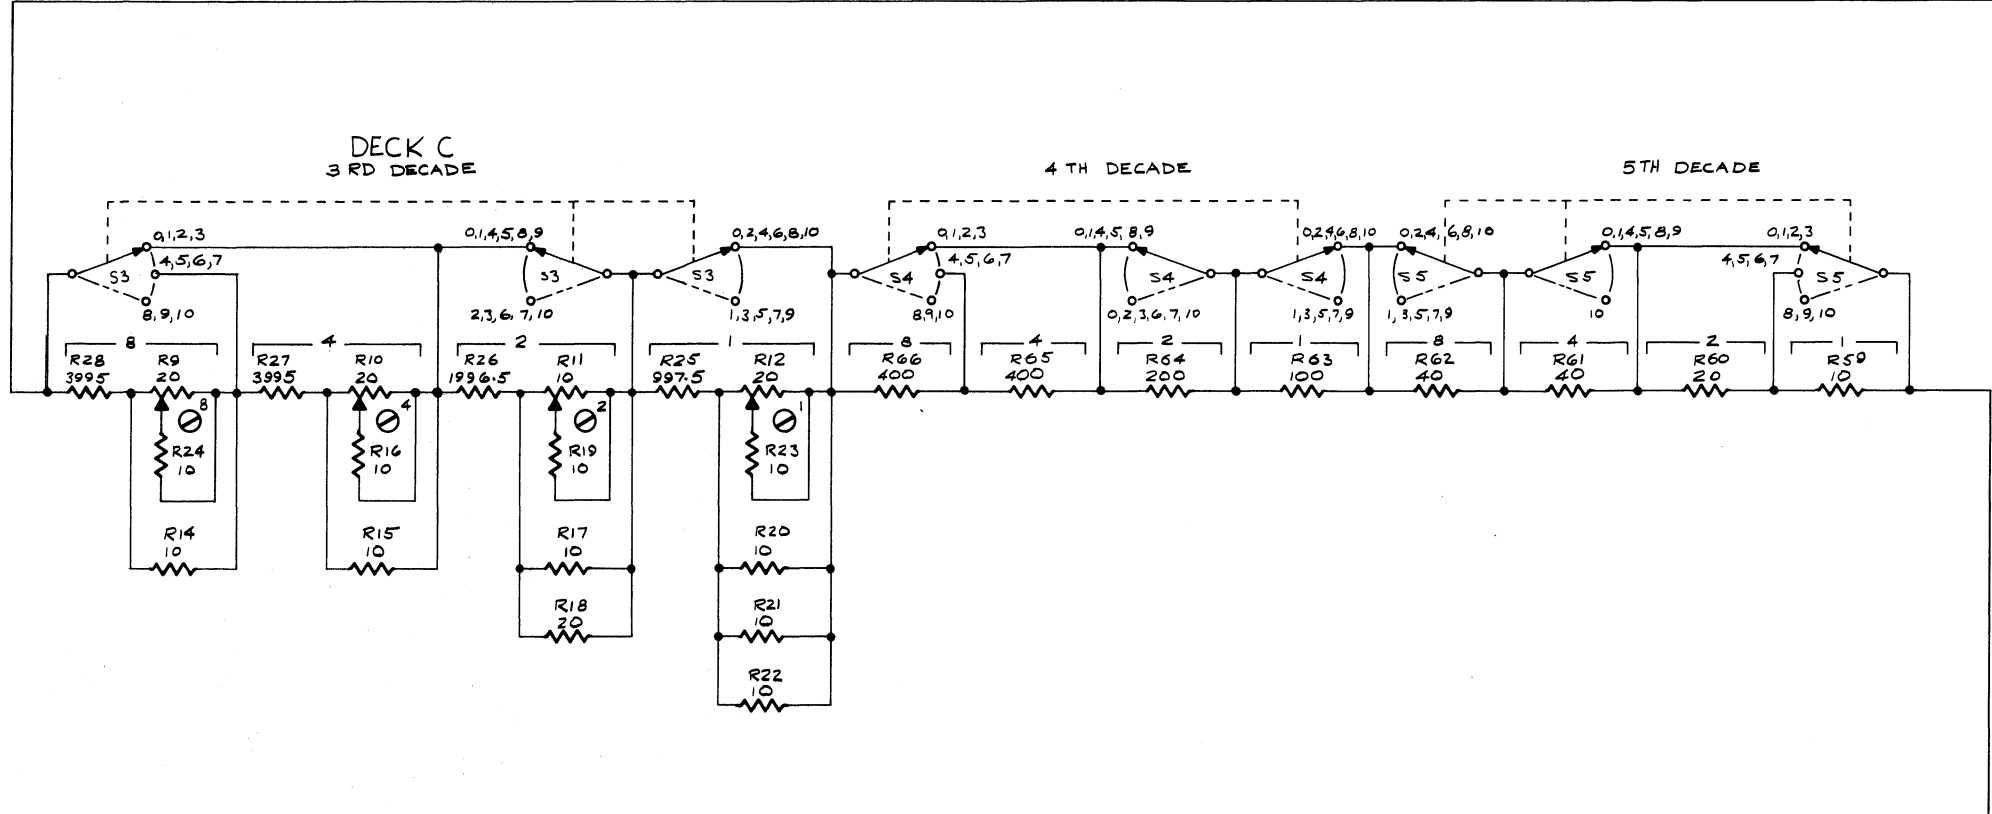 DECK C
3RD DECADE
4TH DECADE
5TH DECADE
0,1,2,3
0,1,4,5,8,9
0,2,4,6,8,10
0,1,2,3
0,1,4,5,8,9
0,2,4,6,8,10
0,2,4,6,8,10
0,1,4,5,8,9
0,1,2,3
4,5,6,7
4,5,6,7
4,5,6,7
S3
S3
S3
S4
S4
S4
S5
S5
S5
8,9,10
2,3,6,7,10
1,3,5,7,9
8,9,10
0,2,3,6,7,10
1,3,5,7,9
1,3,5,7,9
10
8,9,10
8
4
2
1
8
4
2
1
8
4
2
1
R28
3995
R9
20
R27
3995
R10
20
R26
1996.5
R11
10
R25
997.5
R12
20
R66
400
R65
400
R64
200
R63
100
R62
40
R61
40
R60
20
R59
10
8
4
2
1
R24
10
R16
10
R19
10
R23
10
R14
10
R15
10
R17
10
R20
10
R18
20
R21
10
R22
10